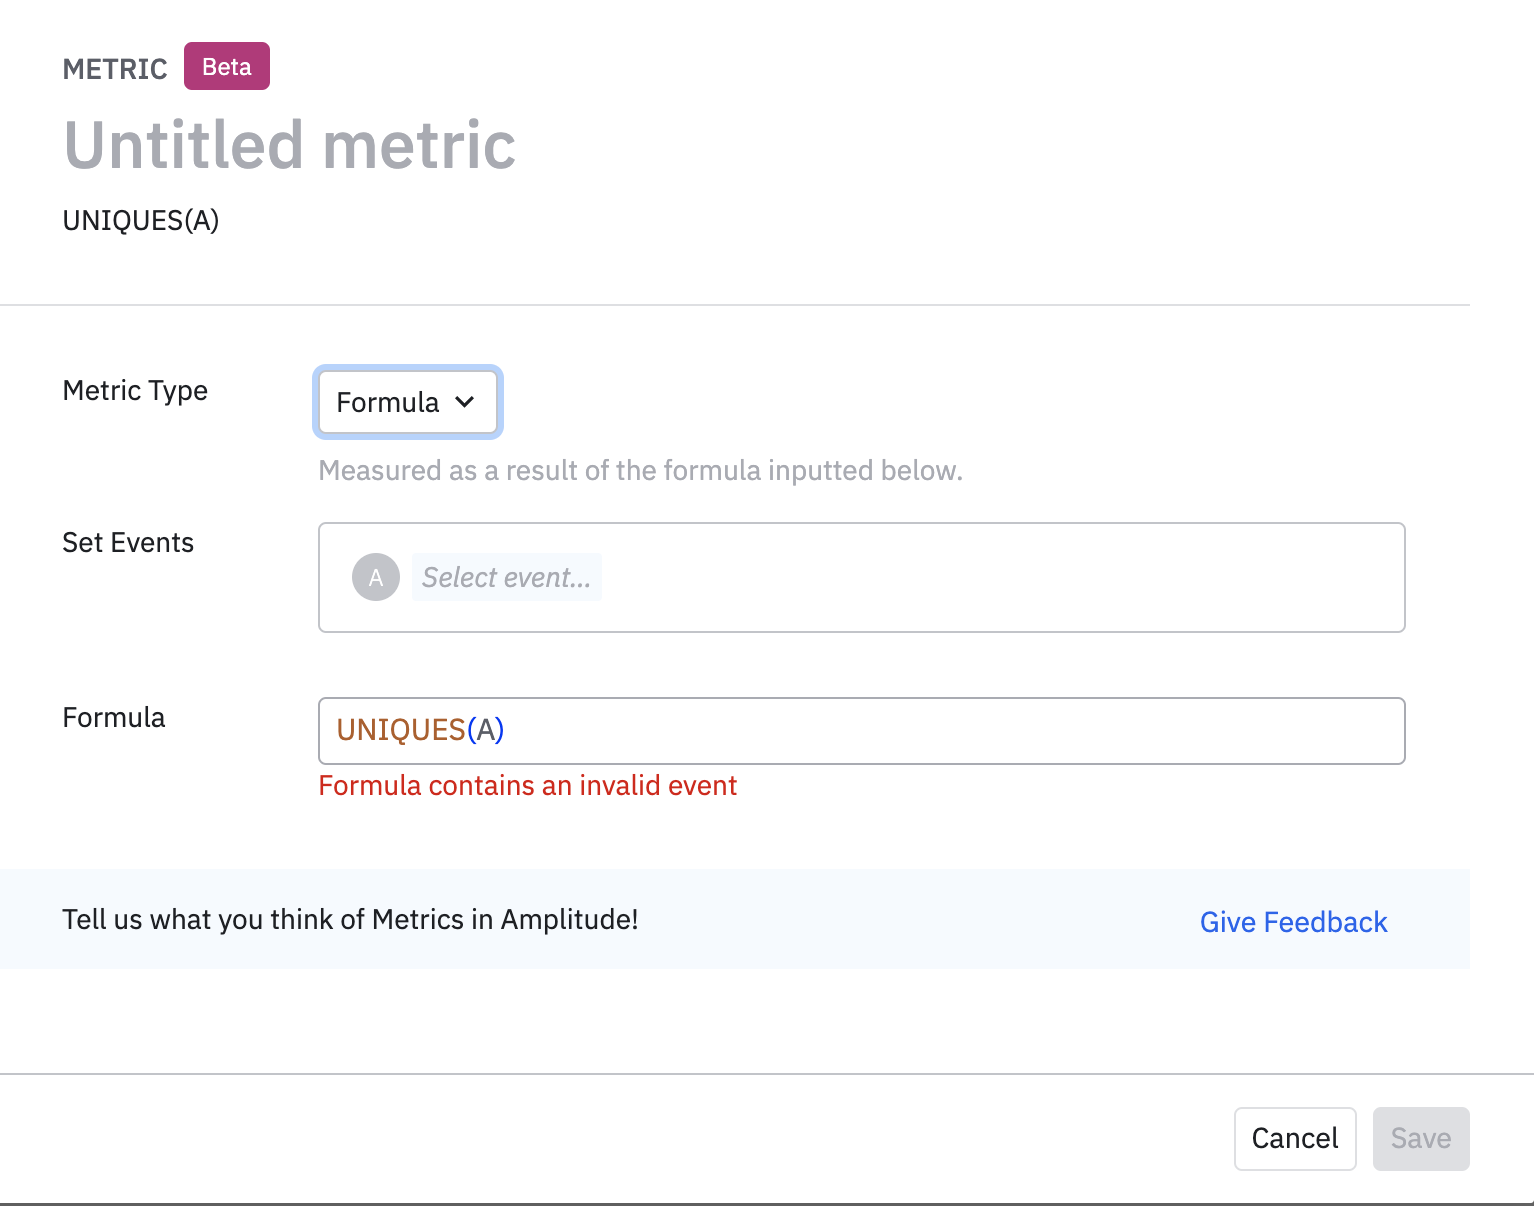 METRIC Beta
Untitled metric
UNIQUES(A)
Metric Type
Formula
Measured as a result of the formula inputted below.
Set Events
A Select event...
Formula
UNIQUES(A)
Formula contains an invalid event
Tell us what you think of Metrics in Amplitude!
Give Feedback
Cancel Save